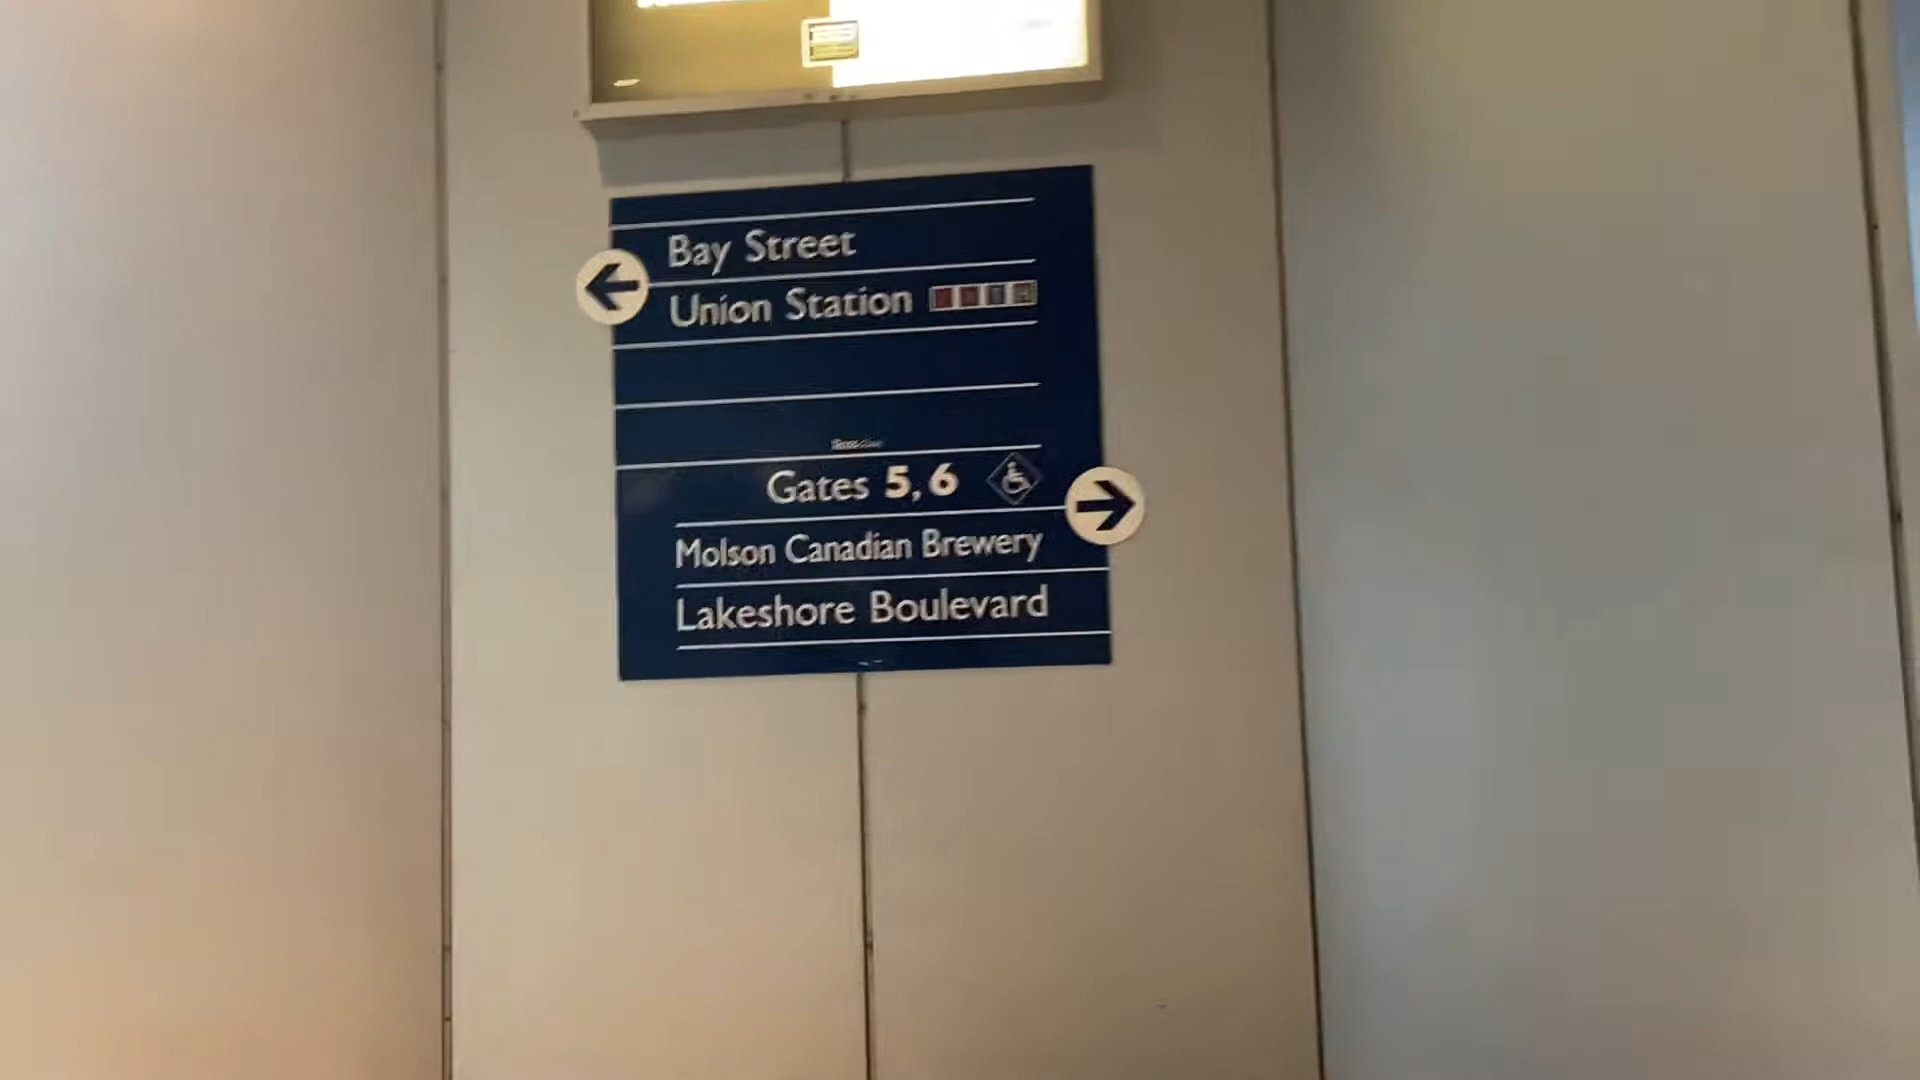 Bay Street
Union Station
Gates 5, 6
Molson Canadian Brewery
Lakeshore Boulevard